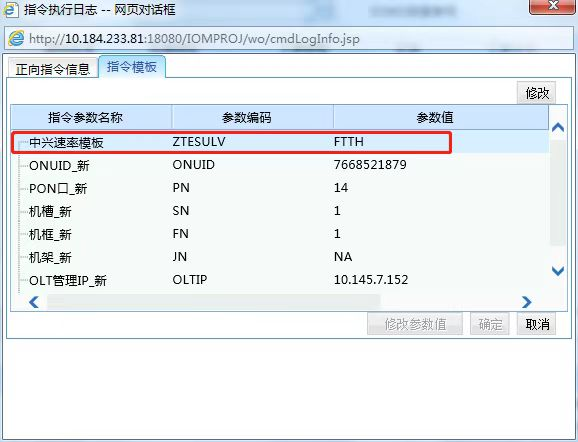 指令执行日志 -- 网页对话框
http://10.184.233.81:18080/IOMPROJ/wo/cmdLogInfo.jsp
正向指令信息 指令模板
修改
指令参数名称 参数编码 参数值
中兴速率模板 ZTESULV FTTH
ONUID_新 ONUID 7668521879
PON口_新 PN 14
机槽_新 SN 1
机框_新 FN 1
机架_新 JN NA
OLT管理IP_新 OLTIP 10.145.7.152
修改参数值 确定 取消